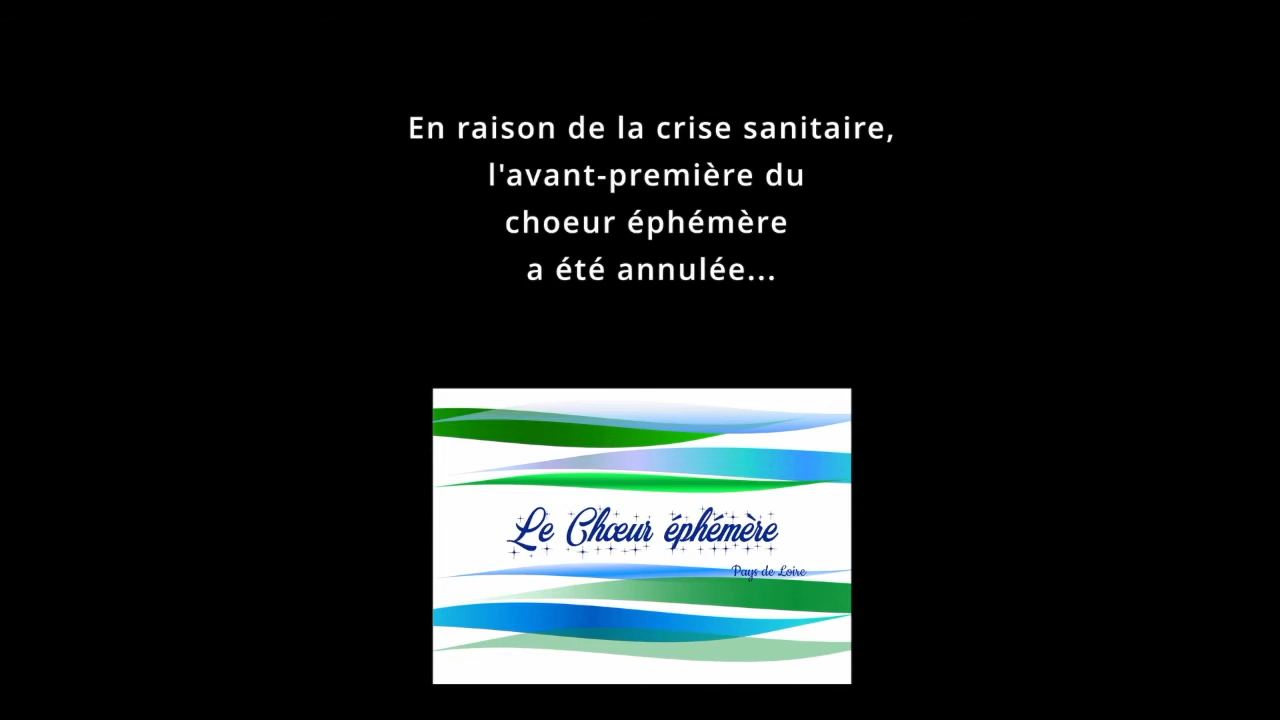 En raison de la crise sanitaire,
l'avant-première du
choeur éphémère
a été annulée...
Le Chœur éphémère
Pays de Loire